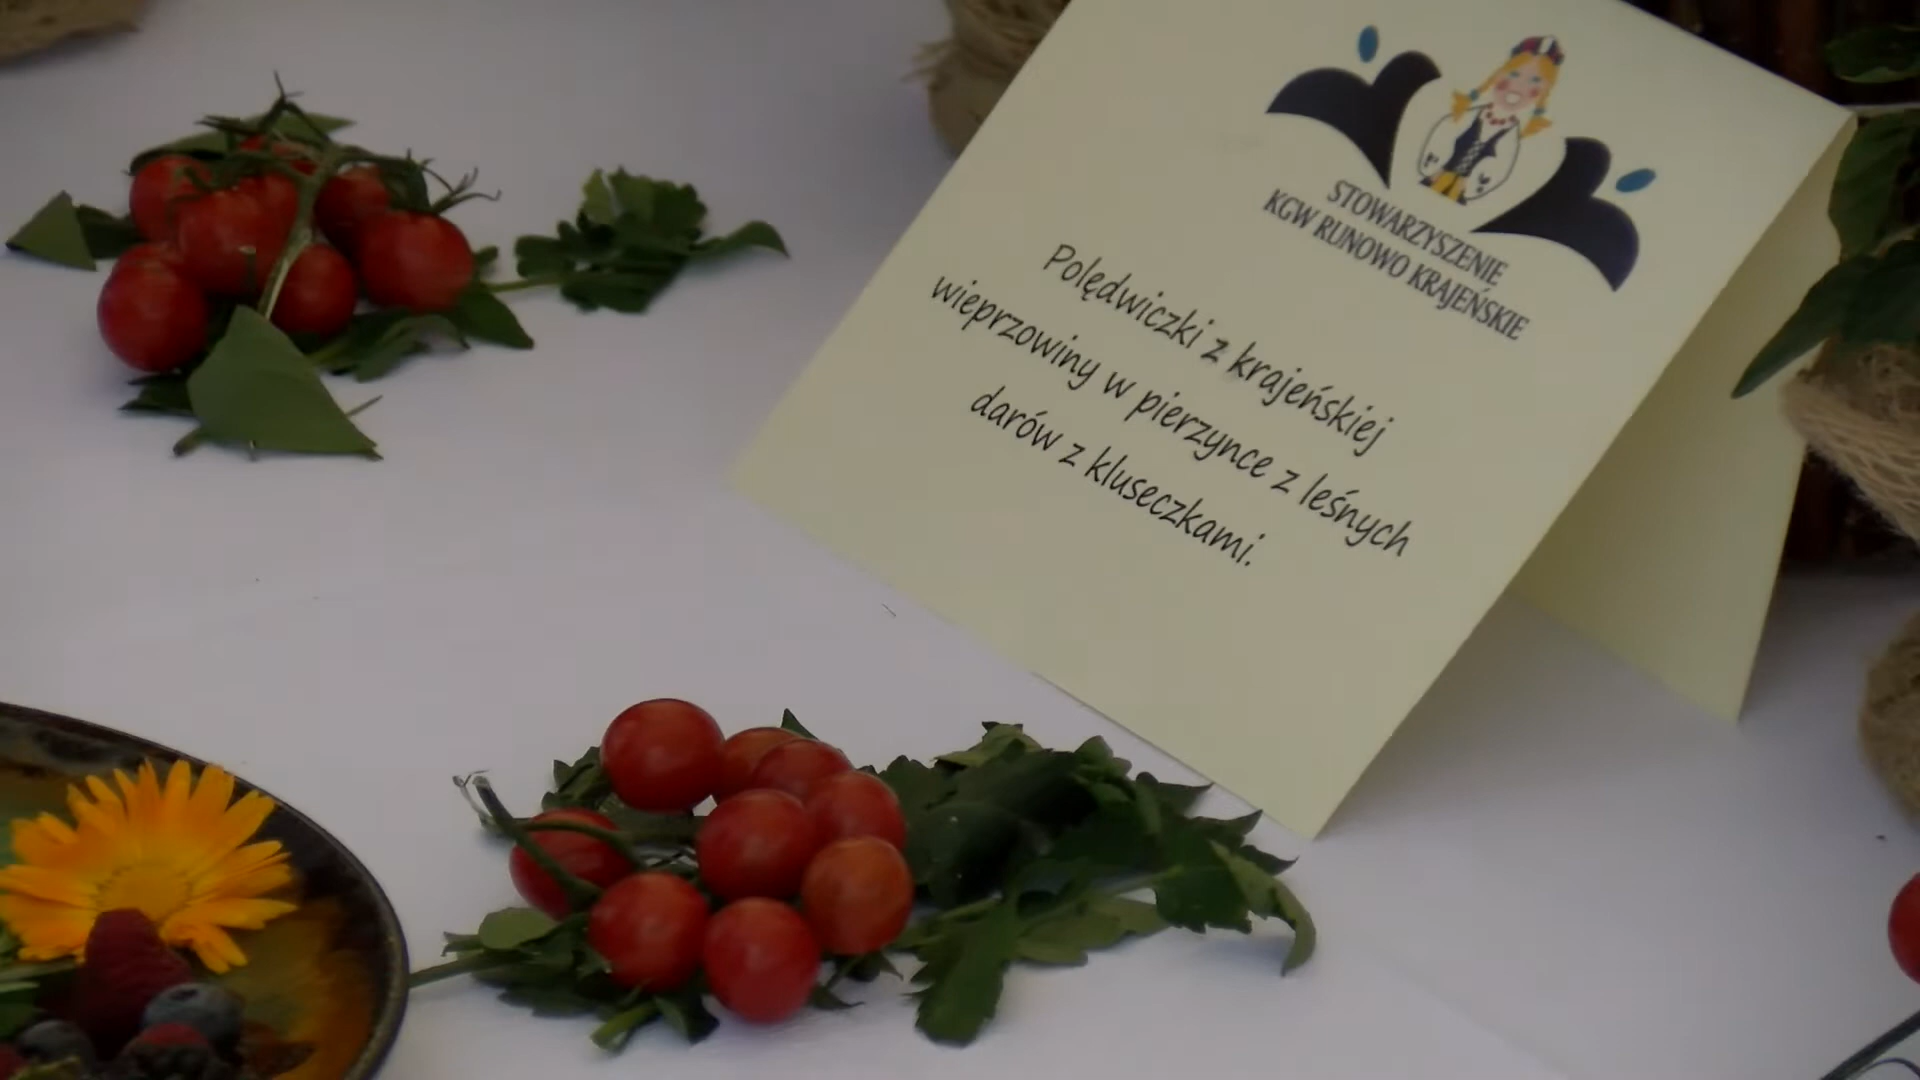 STOWARZYSZENIE
KGW RUNOWO KRAJEŃSKIE
Polędwiczki z krajeńskiej
wieprzowiny w pierzynce z leśnych
darów z kluseczkami.